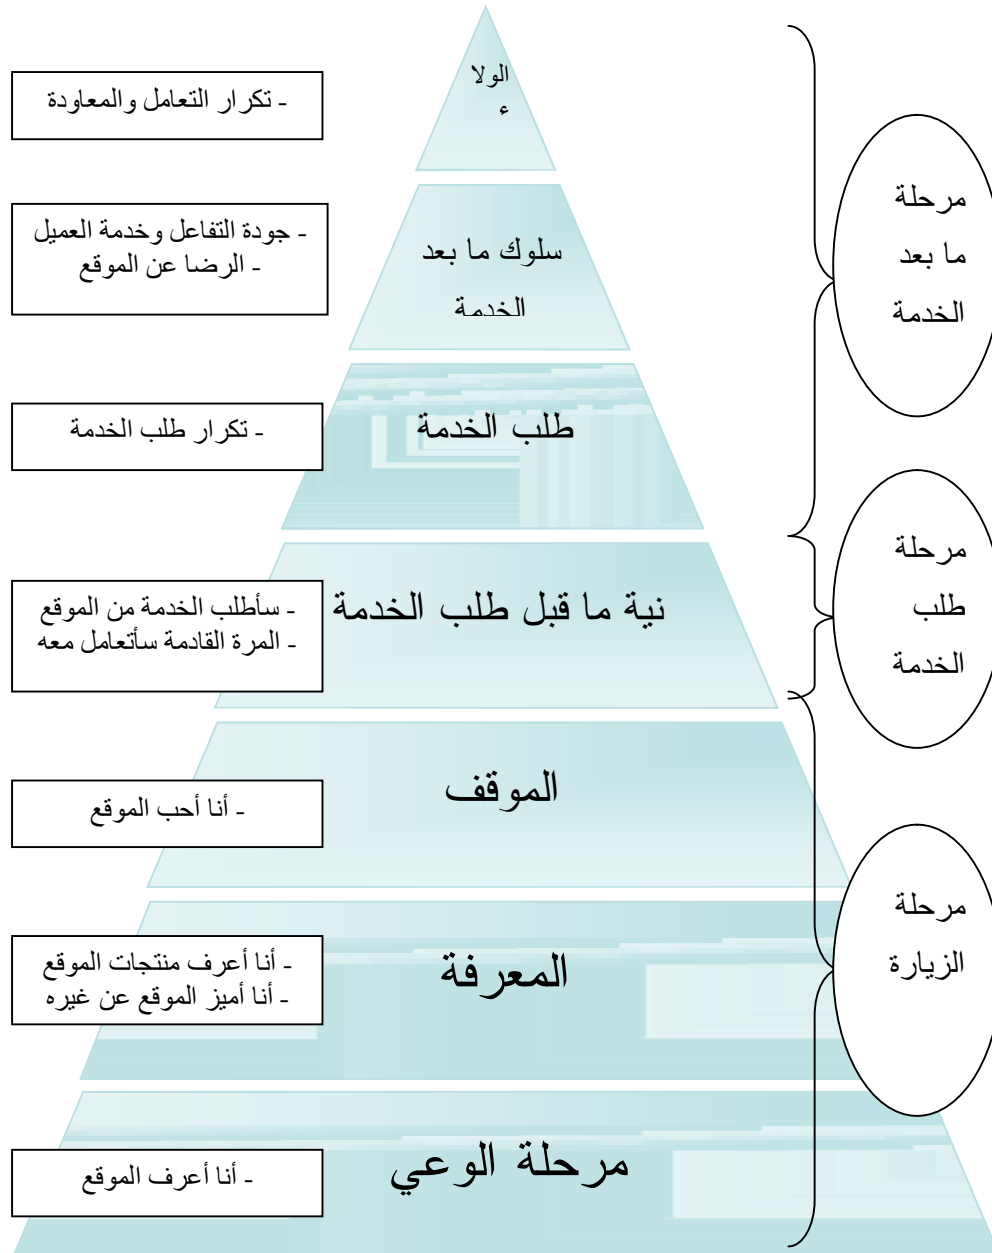 الولا
ء
- تكرار التعامل والمعاودة
مرحلة
ما بعد
الخدمة
سلوك ما بعد
الخدمة
- جودة التفاعل وخدمة العميل
- الرضا عن الموقع
طلب الخدمة
- تكرار طلب الخدمة
مرحلة
طلب
الخدمة
نية ما قبل طلب الخدمة
- سأطلب الخدمة من الموقع
- المرة القادمة سأتعامل معه
الموقف
- أنا أحب الموقع
مرحلة
الزيارة
المعرفة
- أنا أعرف منتجات الموقع
- أنا أميز الموقع عن غيره
مرحلة الوعي
- أنا أعرف الموقع